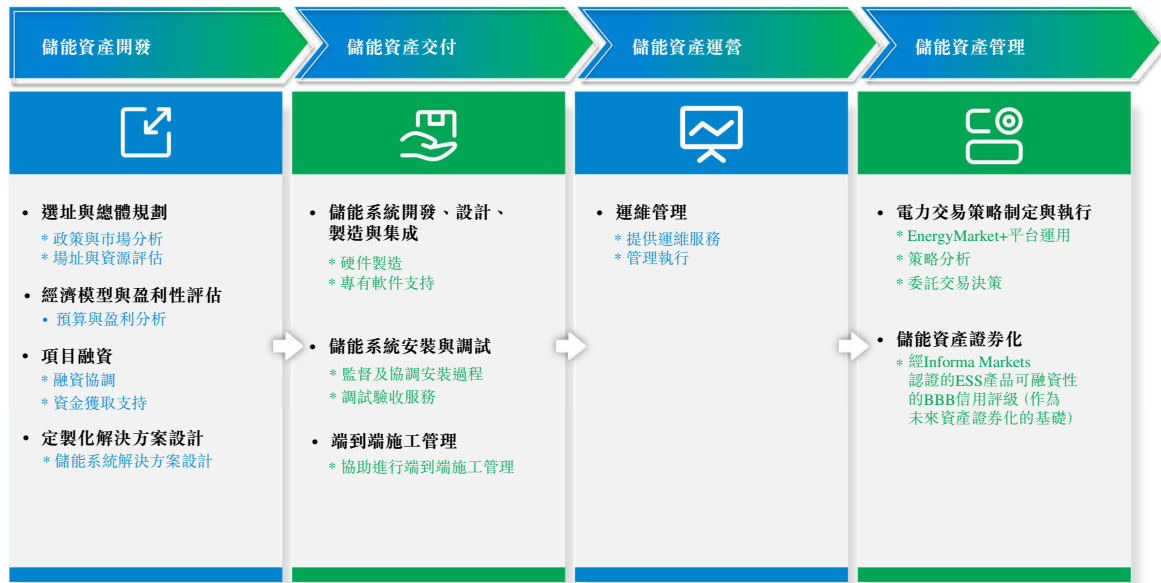 儲能資產開發
儲能資產交付
儲能資產運營
儲能資產管理
• 選址與總體規劃
* 政策與市場分析
* 場址與資源評估
• 經濟模型與盈利性評估
• 預算與盈利分析
• 項目融資
* 融資協調
* 資金獲取支持
• 定製化解決方案設計
* 儲能系統解決方案設計
• 儲能系統開發、設計、
製造與集成
* 硬件製造
* 專有軟件支持
• 儲能系統安裝與調試
* 監督及協調安裝過程
* 調試驗收服務
• 端到端施工管理
* 協助進行端到端施工管理
• 運維管理
* 提供運維服務
* 管理執行
• 電力交易策略制定與執行
* EnergyMarket+平台運用
* 策略分析
* 委託交易決策
• 儲能資產證券化
* 經Informa Markets
認證的ESS產品可融資性
的BBB信用評級（作為
未來資產證券化的基礎）